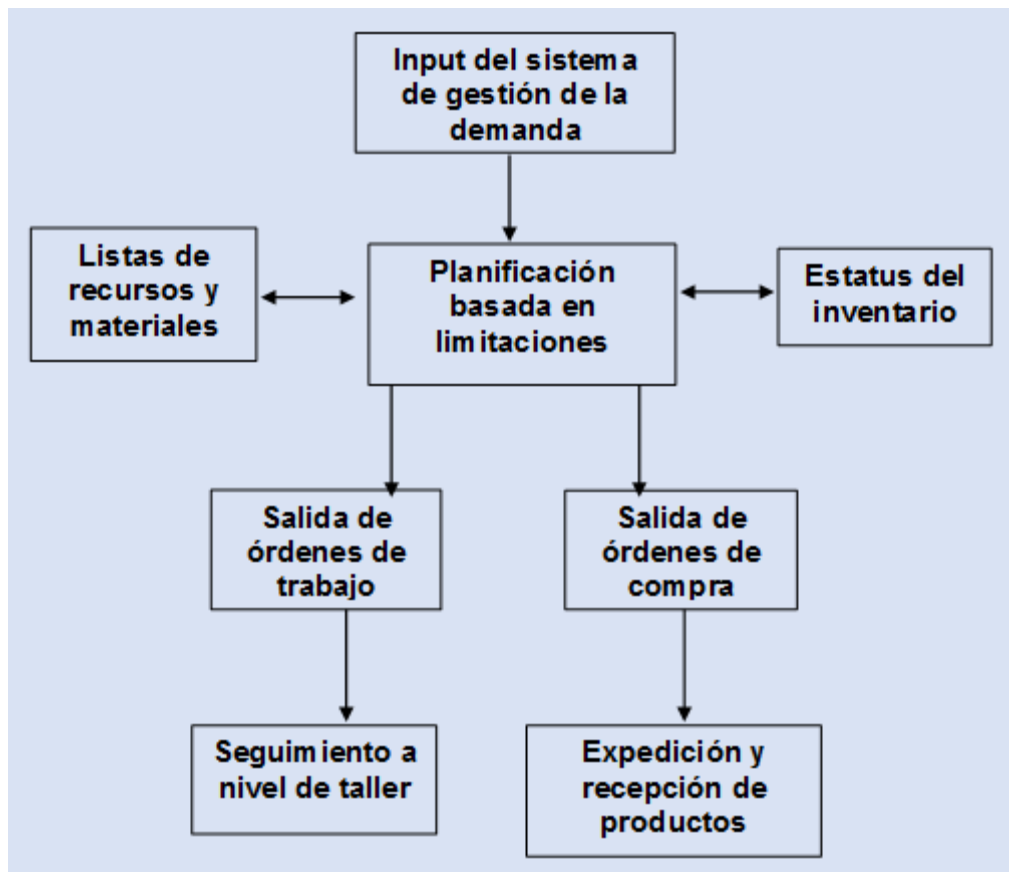 Input del sistema
de gestión de la
demanda
Listas de
recursos y
materiales
Planificación
basada en
limitaciones
Estatus del
inventario
Salida de
órdenes de
trabajo
Salida de
órdenes de
compra
Seguimiento a
nivel de taller
Expedición y
recepción de
productos